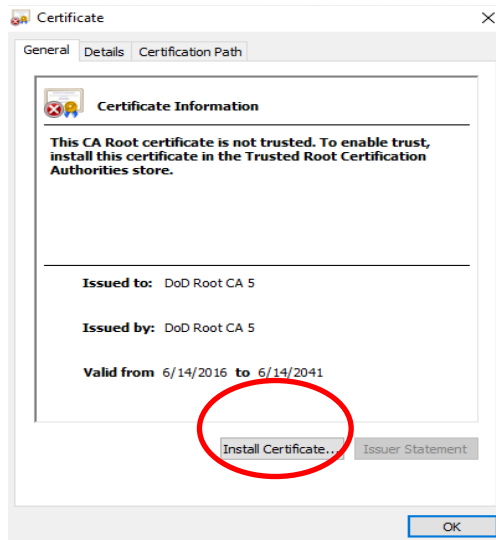 Certificate
General Details Certification Path
Certificate Information
This CA Root certificate is not trusted. To enable trust,
install this certificate in the Trusted Root Certification
Authorities store.
Issued to: DoD Root CA 5
Issued by: DoD Root CA 5
Valid from 6/14/2016 to 6/14/2041
Install Certificate... Issuer Statement
OK